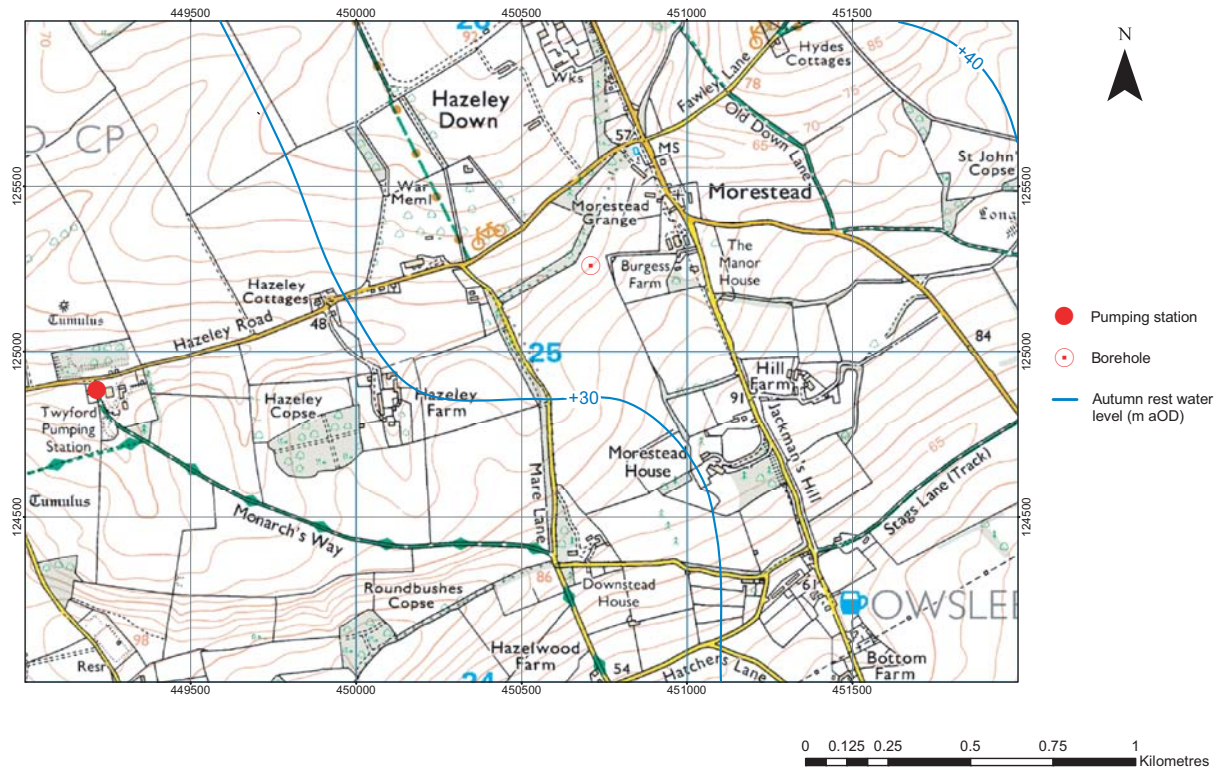 449500
450000
450500
451000
451500
70
92
Wks
Hazeley
Down
57
MS
Fawley Lane
78
Hydes
Cottages
85
75
+40
Old Down Lane
70
65
CP
125500
125500
War
Meml
Morestead
Grange
Morestead
St John'
Copse
Long
Burgess
Farm
The
Manor
House
Hazeley
Cottages
48
Tumulus
Hazeley Road
84
125000
125000
25
Hill
Farm
91
Twyford
Pumping
Station
Hazeley
Copse
Hazeley
Farm
+30
Morestead
House
Jackman's Hill
65
Tumulus
Mare Lane
Stags Lane (Track)
124500
124500
Monarch's Way
Roundbushes
Copse
86
Downstead
House
61
OWSLE
98
Resr
Hazelwood
Farm
54
Hatchers Lane
Bottom
Farm
449500
450000
450500
451000
451500
N
Pumping station
Borehole
Autumn rest water
level (m aOD)
0 0.125 0.25 0.5 0.75 1
Kilometres